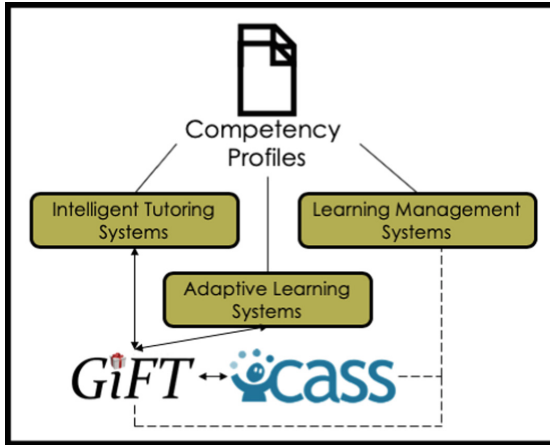 Competency
Profiles
Intelligent Tutoring
Systems
Learning Management
Systems
Adaptive Learning
Systems
GiFT
cass